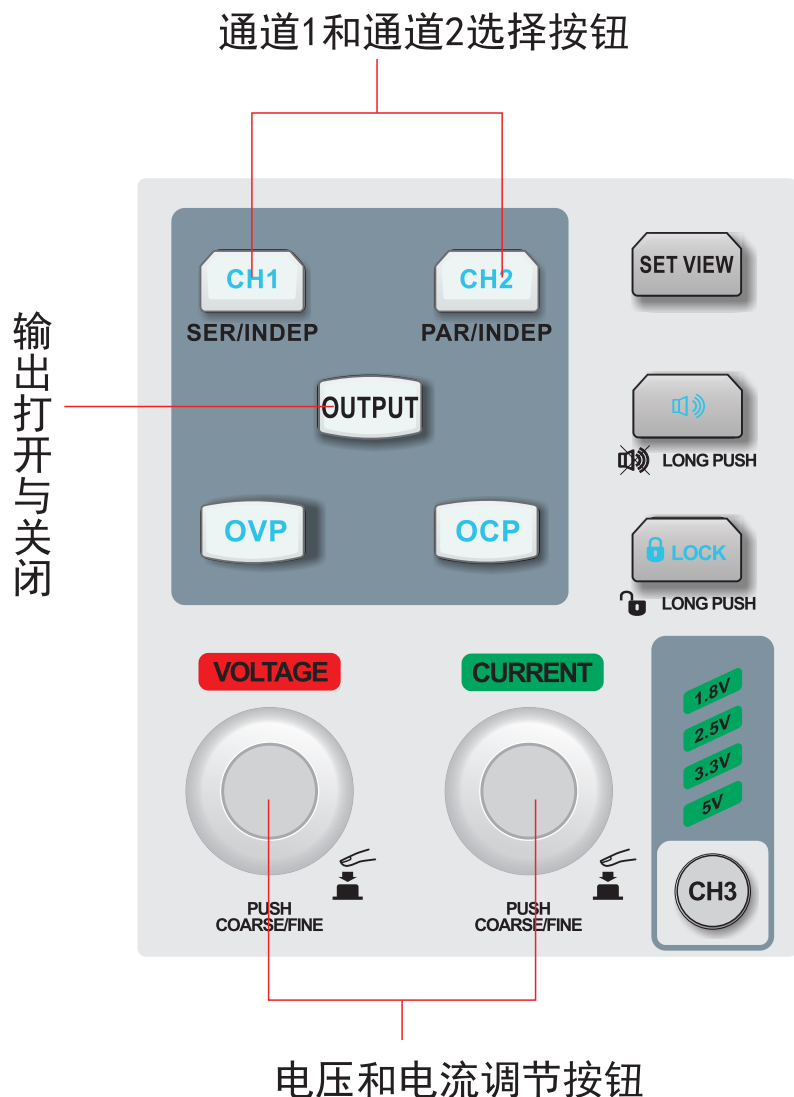 通道1和通道2选择按钮
CH1
CH2
SET VIEW
SER/INDEP
PAR/INDEP
输出打开与关闭
OUTPUT
LONG PUSH
OVP
OCP
LOCK
LONG PUSH
VOLTAGE
CURRENT
1.8V
2.5V
3.3V
5V
CH3
PUSH
COARSE/FINE
PUSH
COARSE/FINE
电压和电流调节按钮